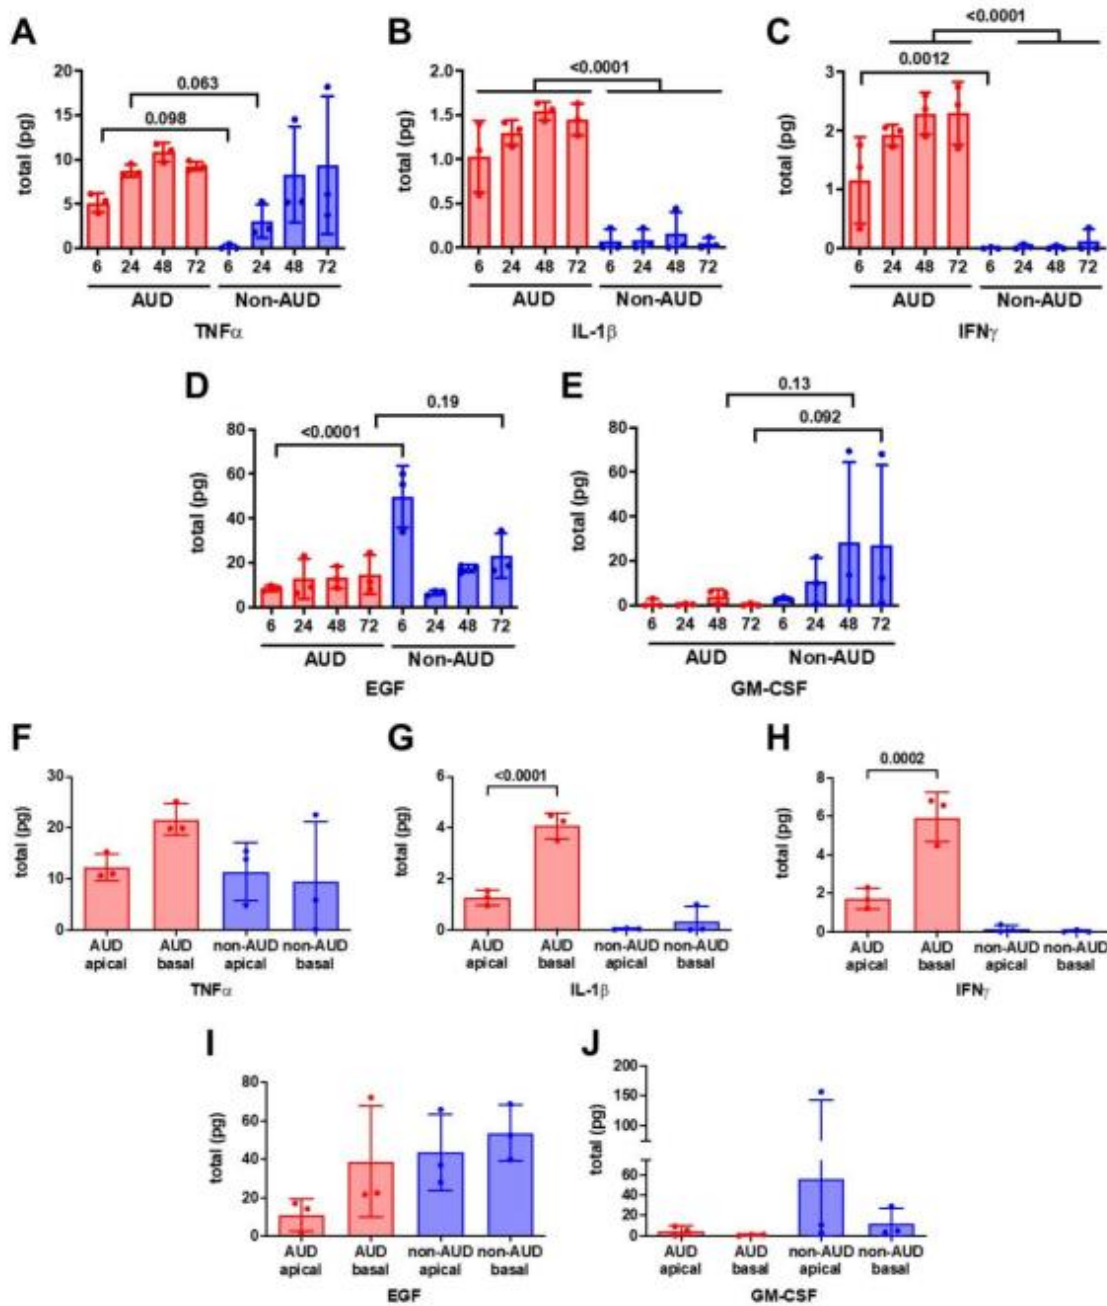 A
B
C
<0.0001
0.0012
<0.0001
0.063
0.098
total (pg)
20
15
10
5
0
6 24 48 72 6 24 48 72
AUD Non-AUD
TNFα
total (pg)
2.0
1.5
1.0
0.5
0.0
6 24 48 72 6 24 48 72
AUD Non-AUD
IL-1β
total (pg)
3
2
1
0
6 24 48 72 6 24 48 72
AUD Non-AUD
IFNγ
D
<0.0001
0.19
total (pg)
80
60
40
20
0
6 24 48 72 6 24 48 72
AUD Non-AUD
EGF
E
0.13
0.092
total (pg)
80
60
40
20
0
6 24 48 72 6 24 48 72
AUD Non-AUD
GM-CSF
F
total (pg)
30
20
10
0
AUD AUD non-AUD non-AUD
apical basal apical basal
TNFα
G
<0.0001
total (pg)
6
4
2
0
AUD AUD non-AUD non-AUD
apical basal apical basal
IL-1β
H
0.0002
total (pg)
8
6
4
2
0
AUD AUD non-AUD non-AUD
apical basal apical basal
IFNγ
I
total (pg)
80
60
40
20
0
AUD AUD non-AUD non-AUD
apical basal apical basal
EGF
J
total (pg)
200
150
100
60
40
20
0
AUD AUD non-AUD non-AUD
apical basal apical basal
GM-CSF